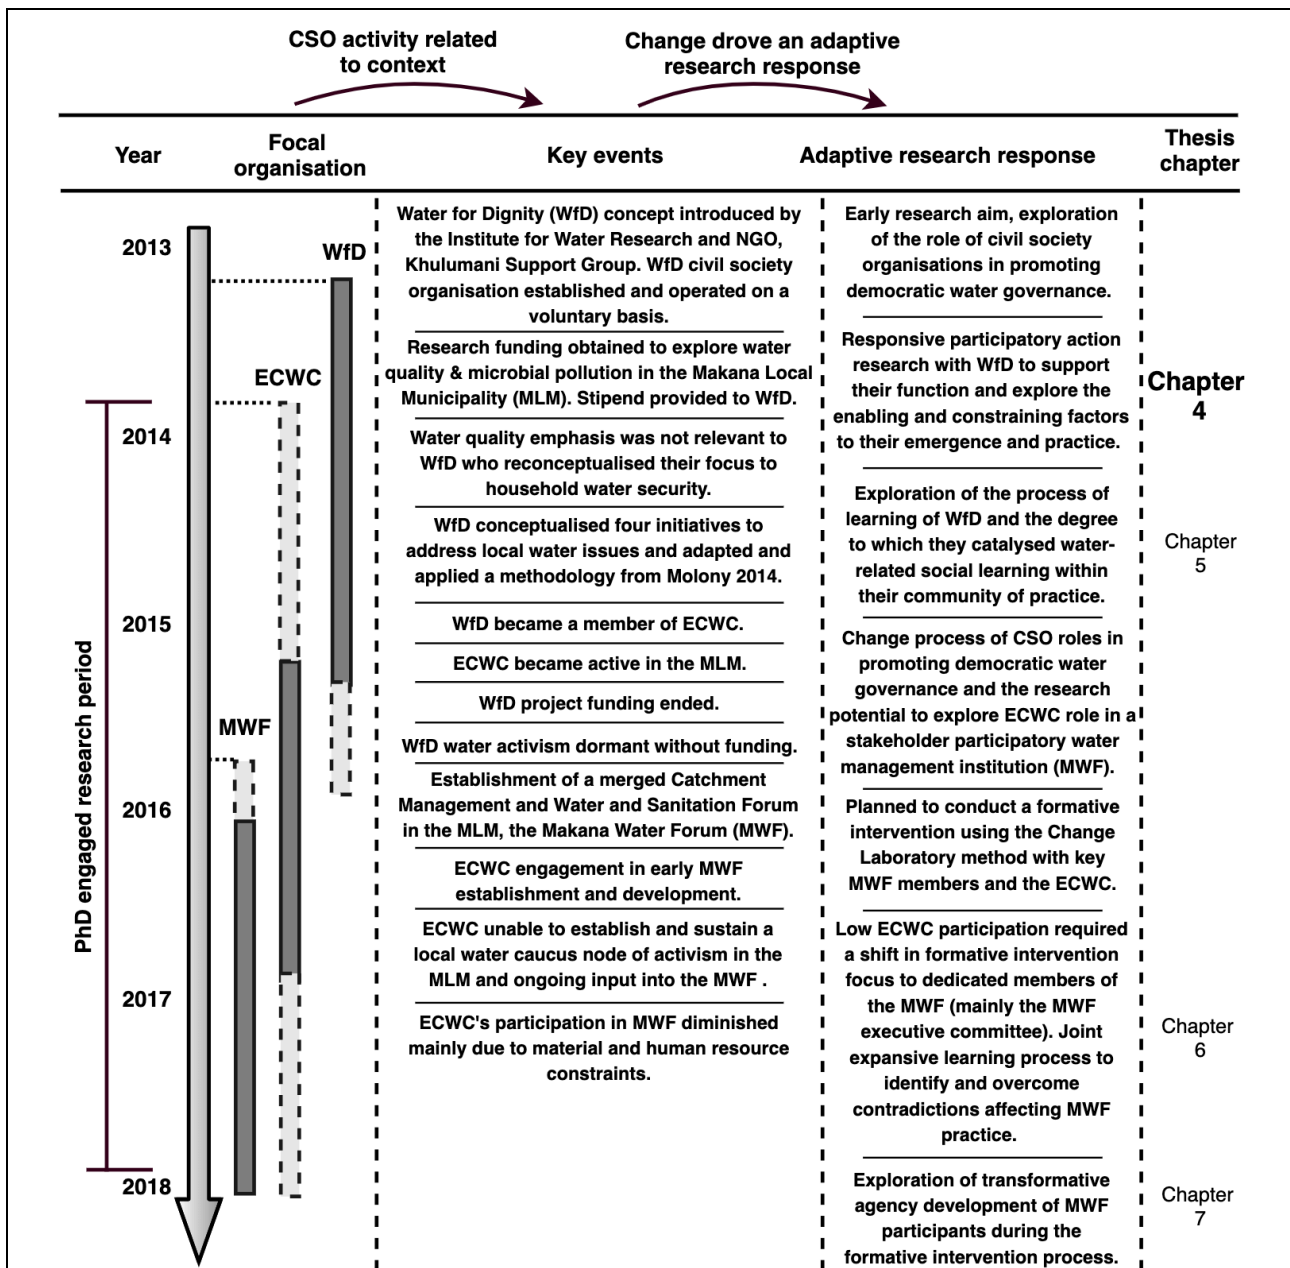 CSO activity related
to context
Change drove an adaptive
research response
Year
Focal
organisation
Key events
Adaptive research response
Thesis
chapter
2013
WfD
ECWC
2014
2015
MWF
2016
2017
2018
PhD engaged research period
Water for Dignity (WfD) concept introduced by
the Institute for Water Research and NGO,
Khulumani Support Group. WfD civil society
organisation established and operated on a
voluntary basis.
Research funding obtained to explore water
quality & microbial pollution in the Makana Local
Municipality (MLM). Stipend provided to WfD.
Water quality emphasis was not relevant to
WfD who reconceptualised their focus to
household water security.
WfD conceptualised four initiatives to
address local water issues and adapted and
applied a methodology from Molony 2014.
WfD became a member of ECWC.
ECWC became active in the MLM.
WfD project funding ended.
WfD water activism dormant without funding.
Establishment of a merged Catchment
Management and Water and Sanitation Forum
in the MLM, the Makana Water Forum (MWF).
ECWC engagement in early MWF
establishment and development.
ECWC unable to establish and sustain a
local water caucus node of activism in the
MLM and ongoing input into the MWF .
ECWC's participation in MWF diminished
mainly due to material and human resource
constraints.
Early research aim, exploration
of the role of civil society
organisations in promoting
democratic water governance.
Responsive participatory action
research with WfD to support
their function and explore the
enabling and constraining factors
to their emergence and practice.
Exploration of the process of
learning of WfD and the degree
to which they catalysed water-
related social learning within
their community of practice.
Change process of CSO roles in
promoting democratic water
governance and the research
potential to explore ECWC role in a
stakeholder participatory water
management institution (MWF).
Planned to conduct a formative
intervention using the Change
Laboratory method with key
MWF members and the ECWC.
Low ECWC participation required
a shift in formative intervention
focus to dedicated members of
the MWF (mainly the MWF
executive committee). Joint
expansive learning process to
identify and overcome
contradictions affecting MWF
practice.
Exploration of transformative
agency development of MWF
participants during the
formative intervention process.
Chapter
4
Chapter
5
Chapter
6
Chapter
7